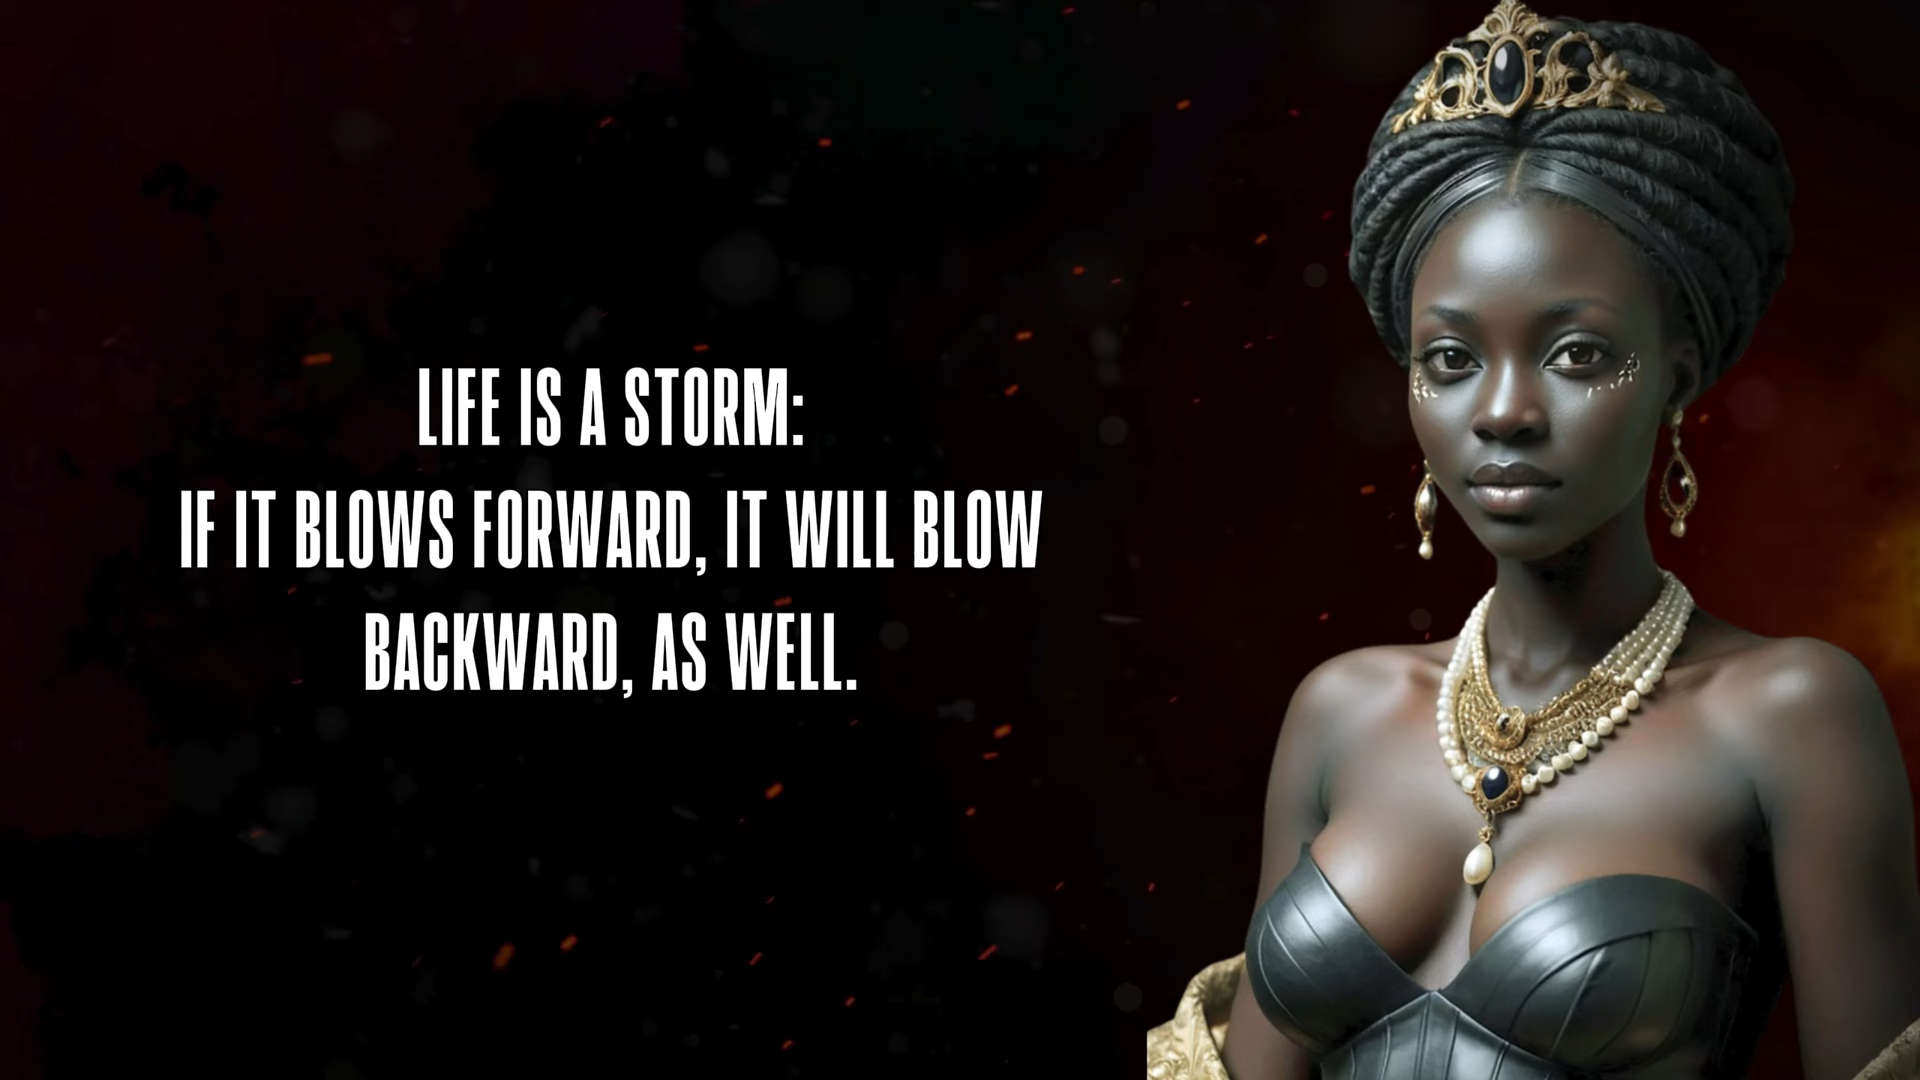 LIFE IS A STORM:
IF IT BLOWS FORWARD, IT WILL BLOW
BACKWARD, AS WELL.